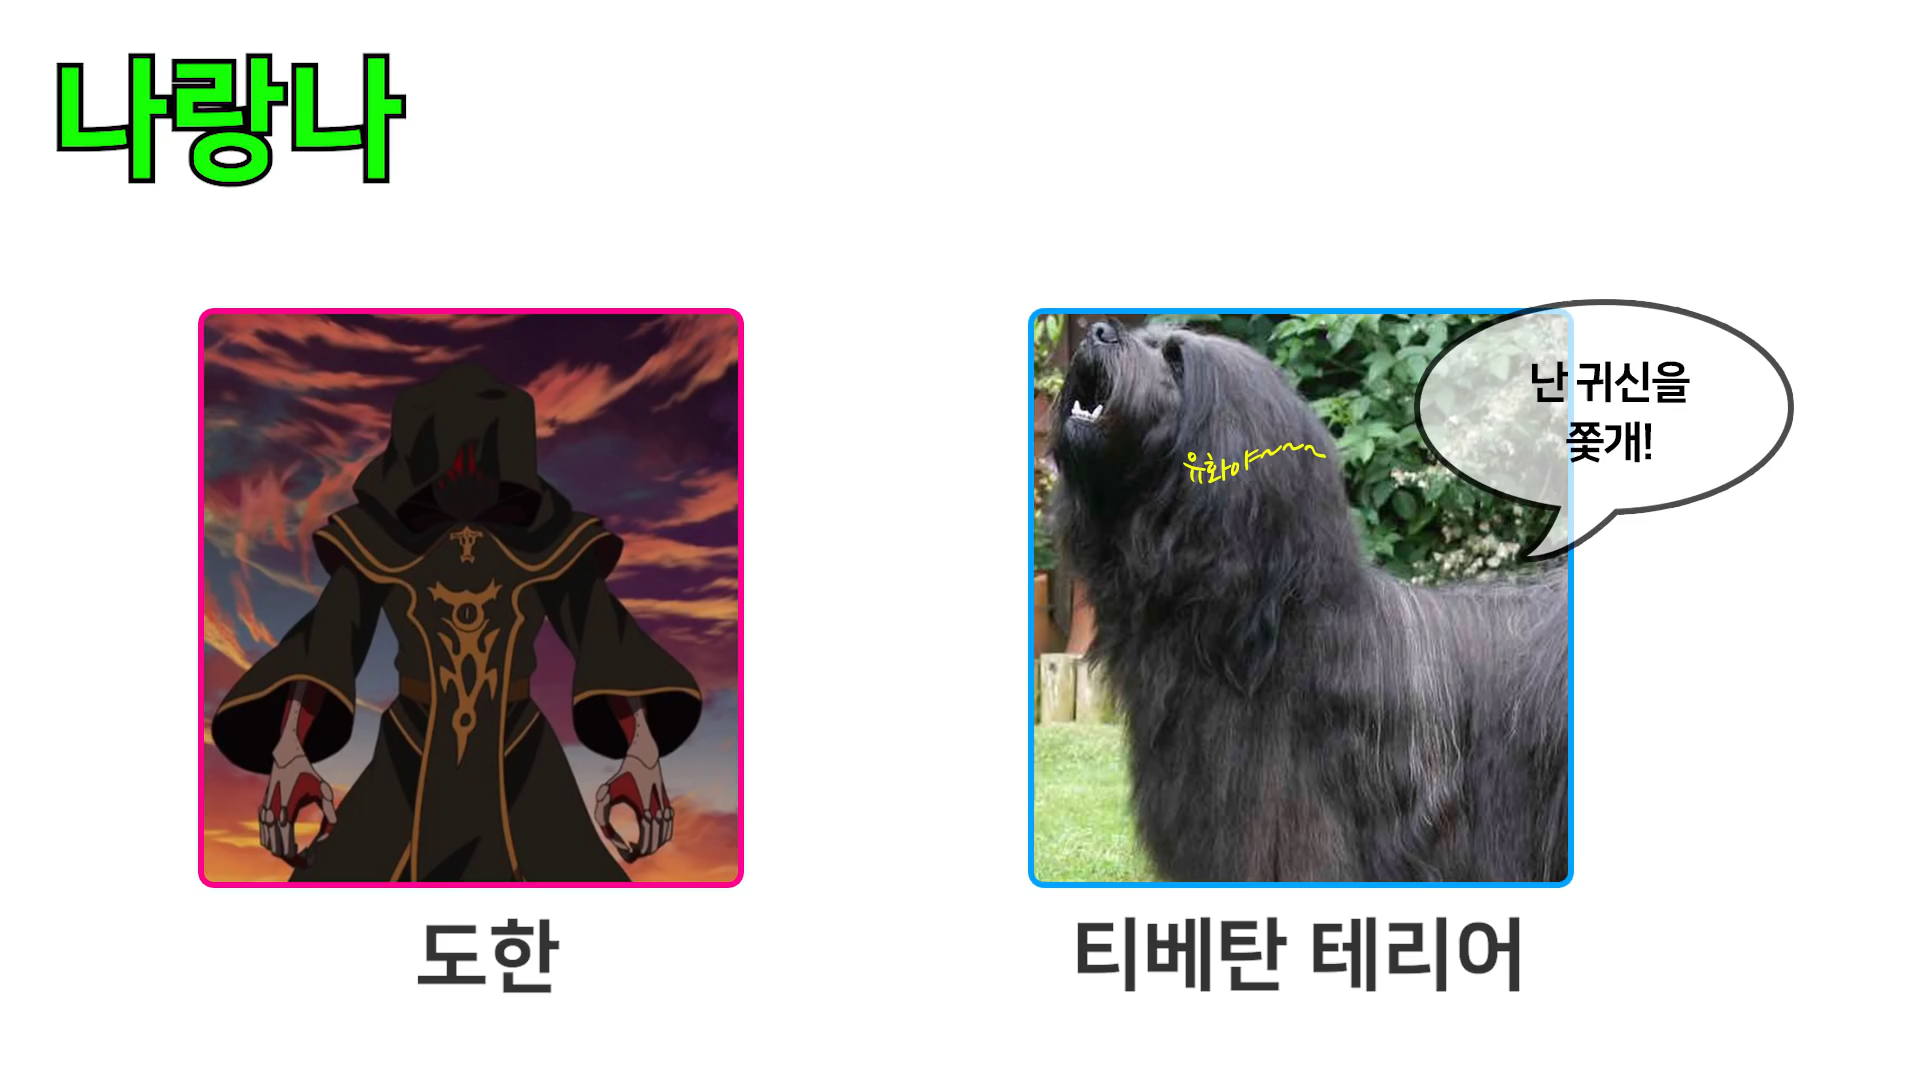 나랑나
난 귀신을
쫓개!
유화야~~~
도한
티베탄 테리어